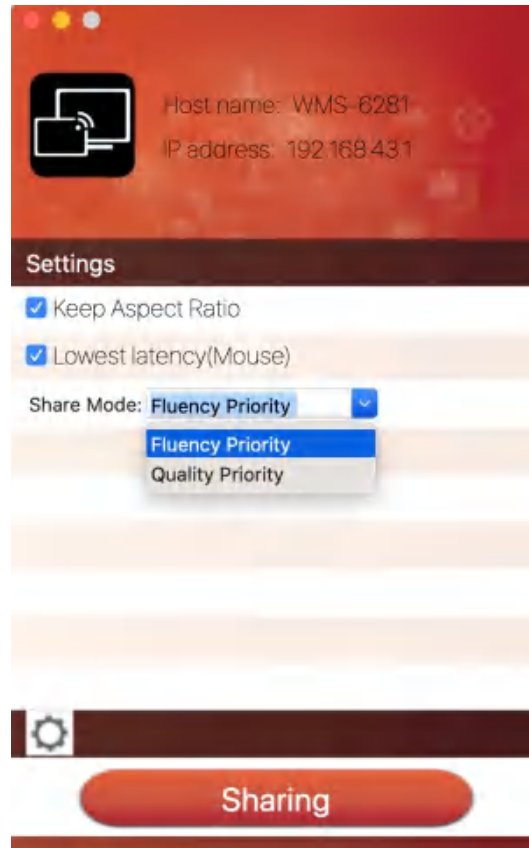 Host name: WMS-6281
IP address: 192.168.43.1
Settings
Keep Aspect Ratio
Lowest latency(Mouse)
Share Mode: Fluency Priority
Fluency Priority
Quality Priority
Sharing